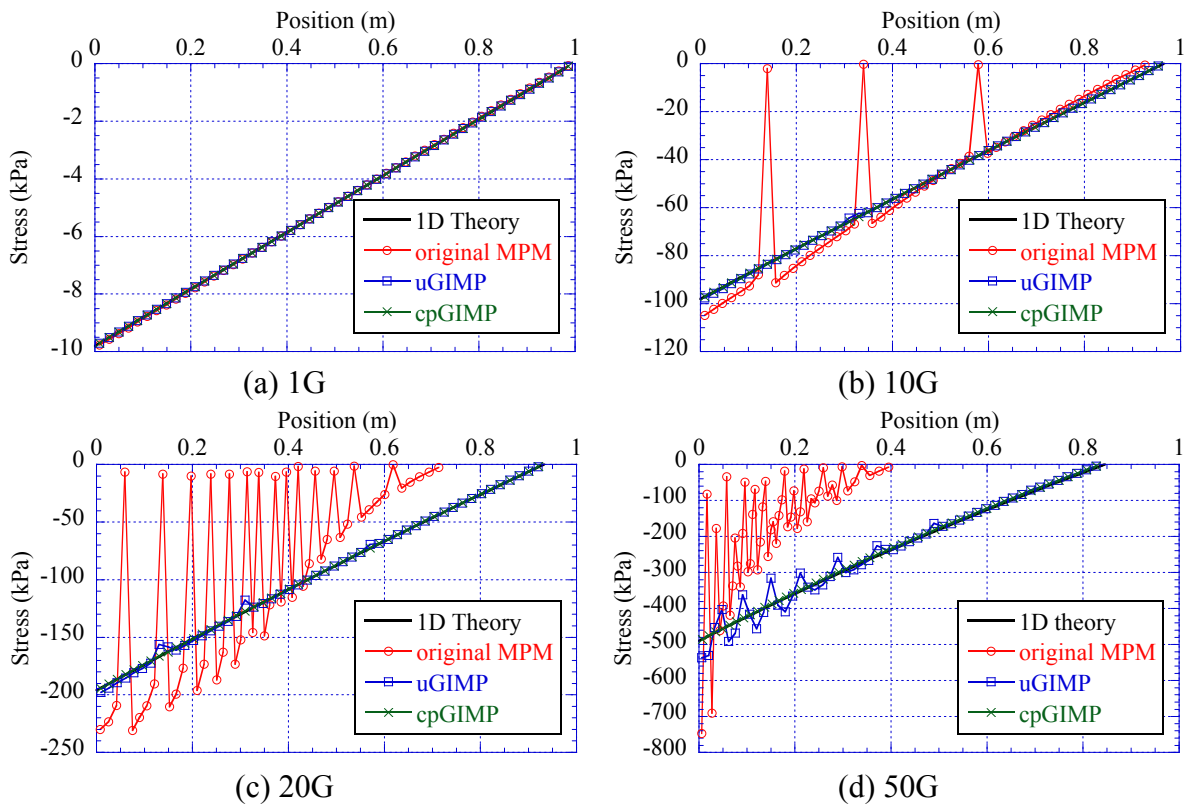 Position (m)
0 0.2 0.4 0.6 0.8 1
0
-2
-4
-6
-8
-10
Stress (kPa)
1D Theory
original MPM
uGIMP
cpGIMP
(a) 1G
Position (m)
0 0.2 0.4 0.6 0.8 1
0
-20
-40
-60
-80
-100
-120
Stress (kPa)
1D Theory
original MPM
uGIMP
cpGIMP
(b) 10G
Position (m)
0 0.2 0.4 0.6 0.8 1
0
-50
-100
-150
-200
-250
Stress (kPa)
1D Theory
original MPM
uGIMP
cpGIMP
(c) 20G
Position (m)
0 0.2 0.4 0.6 0.8 1
0
-100
-200
-300
-400
-500
-600
-700
-800
Stress (kPa)
1D theory
original MPM
uGIMP
cpGIMP
(d) 50G